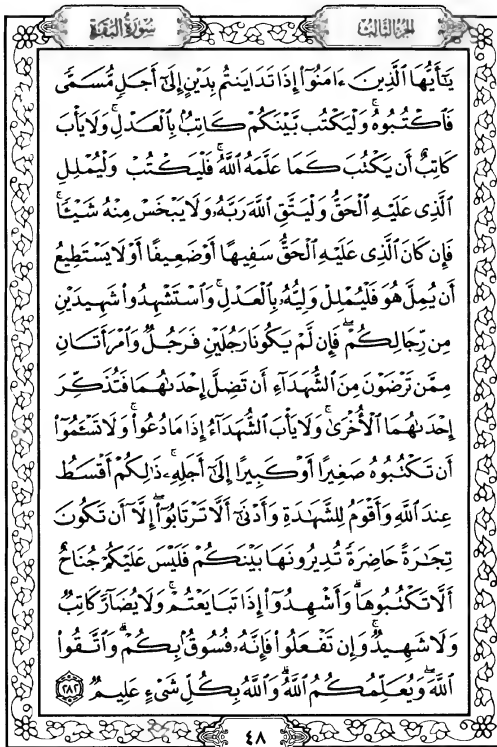 الجزء الثالث
سورة البقرة
يَٰٓأَيُّهَا ٱلَّذِينَ ءَامَنُوٓا۟ إِذَا تَدَايَنتُم بِدَيْنٍ إِلَىٰٓ أَجَلٍ مُّسَمًّى
فَٱكْتُبُوهُ ۚ وَلْيَكْتُب بَّيْنَكُمْ كَاتِبٌۢ بِٱلْعَدْلِ ۚ وَلَا يَأْبَ
كَاتِبٌ أَن يَكْتُبَ كَمَا عَلَّمَهُ ٱللَّهُ ۚ فَلْيَكْتُبْ وَلْيُمْلِلِ
ٱلَّذِى عَلَيْهِ ٱلْحَقُّ وَلْيَتَّقِ ٱللَّهَ رَبَّهُۥ وَلَا يَبْخَسْ مِنْهُ شَيْـًٔا ۚ
فَإِن كَانَ ٱلَّذِى عَلَيْهِ ٱلْحَقُّ سَفِيهًا أَوْ ضَعِيفًا أَوْ لَا يَسْتَطِيعُ
أَن يُمِلَّ هُوَ فَلْيُمْلِلْ وَلِيُّهُۥ بِٱلْعَدْلِ ۚ وَٱسْتَشْهِدُوا۟ شَهِيدَيْنِ
مِن رِّجَالِكُمْ ۖ فَإِن لَّمْ يَكُونَا رَجُلَيْنِ فَرَجُلٌ وَٱمْرَأَتَانِ
مِمَّن تَرْضَوْنَ مِنَ ٱلشُّهَدَآءِ أَن تَضِلَّ إِحْدَىٰهُمَا فَتُذَكِّرَ
إِحْدَىٰهُمَا ٱلْأُخْرَىٰ ۚ وَلَا يَأْبَ ٱلشُّهَدَآءُ إِذَا مَا دُعُوا۟ ۚ وَلَا تَسْـَٔمُوٓا۟
أَن تَكْتُبُوهُ صَغِيرًا أَوْ كَبِيرًا إِلَىٰٓ أَجَلِهِۦ ۚ ذَٰلِكُمْ أَقْسَطُ
عِندَ ٱللَّهِ وَأَقْوَمُ لِلشَّهَٰدَةِ وَأَدْنَىٰٓ أَلَّا تَرْتَابُوٓا۟ ۖ إِلَّآ أَن تَكُونَ
تِجَٰرَةً حَاضِرَةً تُدِيرُونَهَا بَيْنَكُمْ فَلَيْسَ عَلَيْكُمْ جُنَاحٌ
أَلَّا تَكْتُبُوهَا ۗ وَأَشْهِدُوٓا۟ إِذَا تَبَايَعْتُمْ ۚ وَلَا يُضَآرَّ كَاتِبٌ
وَلَا شَهِيدٌ ۚ وَإِن تَفْعَلُوا۟ فَإِنَّهُۥ فُسُوقٌۢ بِكُمْ ۗ وَٱتَّقُوا۟
ٱللَّهَ ۖ وَيُعَلِّمُكُمُ ٱللَّهُ ۗ وَٱللَّهُ بِكُلِّ شَىْءٍ عَلِيمٌ ٢٨٢
٤٨